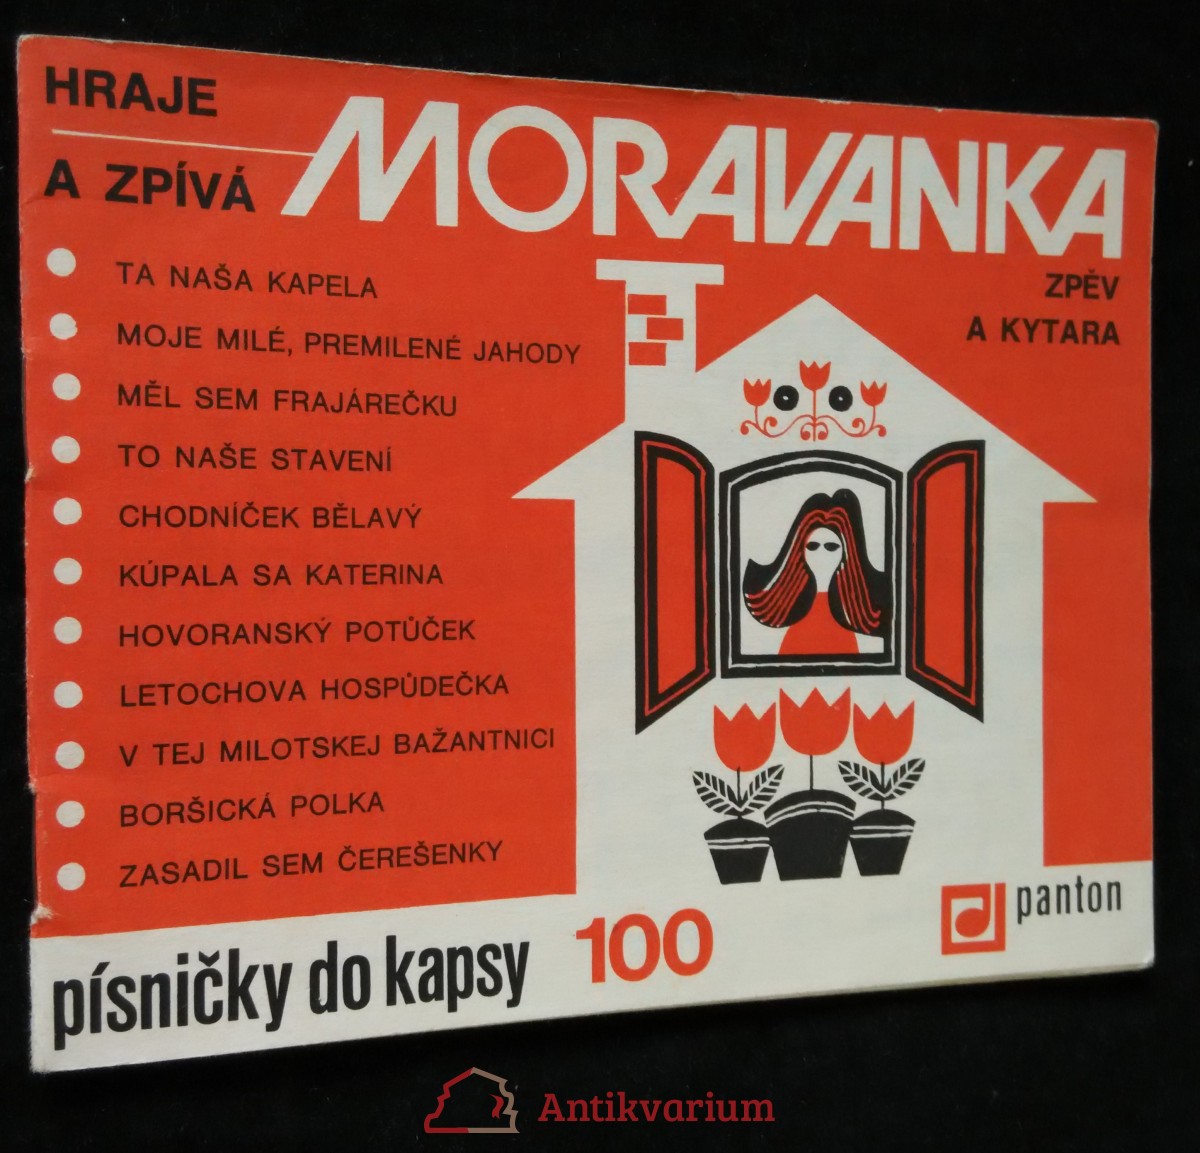 HRAJE
A ZPÍVÁ
MORAVANKA
ZPĚV
A KYTARA
TA NAŠA KAPELA
MOJE MILÉ, PREMILENÉ JAHODY
MĚL SEM FRAJÁREČKU
TO NAŠE STAVENÍ
CHODNÍČEK BĚLAVÝ
KÚPALA SA KATERINA
HOVORANSKÝ POTŮČEK
LETOCHOVA HOSPŮDEČKA
V TEJ MILOTSKEJ BAŽANTNICI
BORŠICKÁ POLKA
ZASADIL SEM ČEREŠENKY
písničky do kapsy 100
panton
Antikvarium